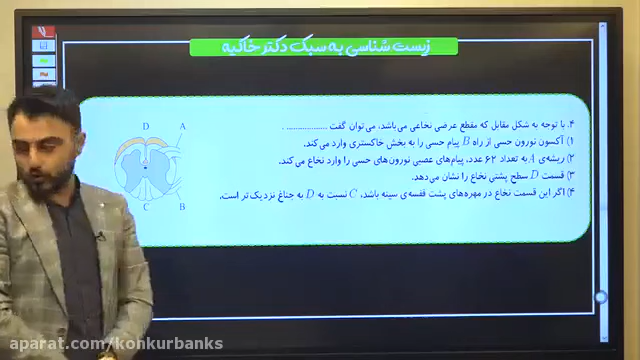 زیست شناسی به سبک دکتر خاکیه
۴. با توجه به شکل مقابل که مقطع عرضی نخاعی می‌باشد، می‌توان گفت .................. .
۱) آکسون نورون حسی از راه B پیام حسی را به بخش خاکستری وارد می‌کند.
۲) ریشه‌ی A به تعداد ۶۲ عدد، پیام‌های عصبی نورون‌های حسی را وارد نخاع می‌کند.
۳) قسمت D سطح پشتی نخاع را نشان می‌دهد.
۴) اگر این قسمت نخاع در مهره‌های پشت قفسه‌ی سینه باشد، C نسبت به D به جناغ نزدیک‌تر است.
D A
C B
aparat.com/konkurbanks